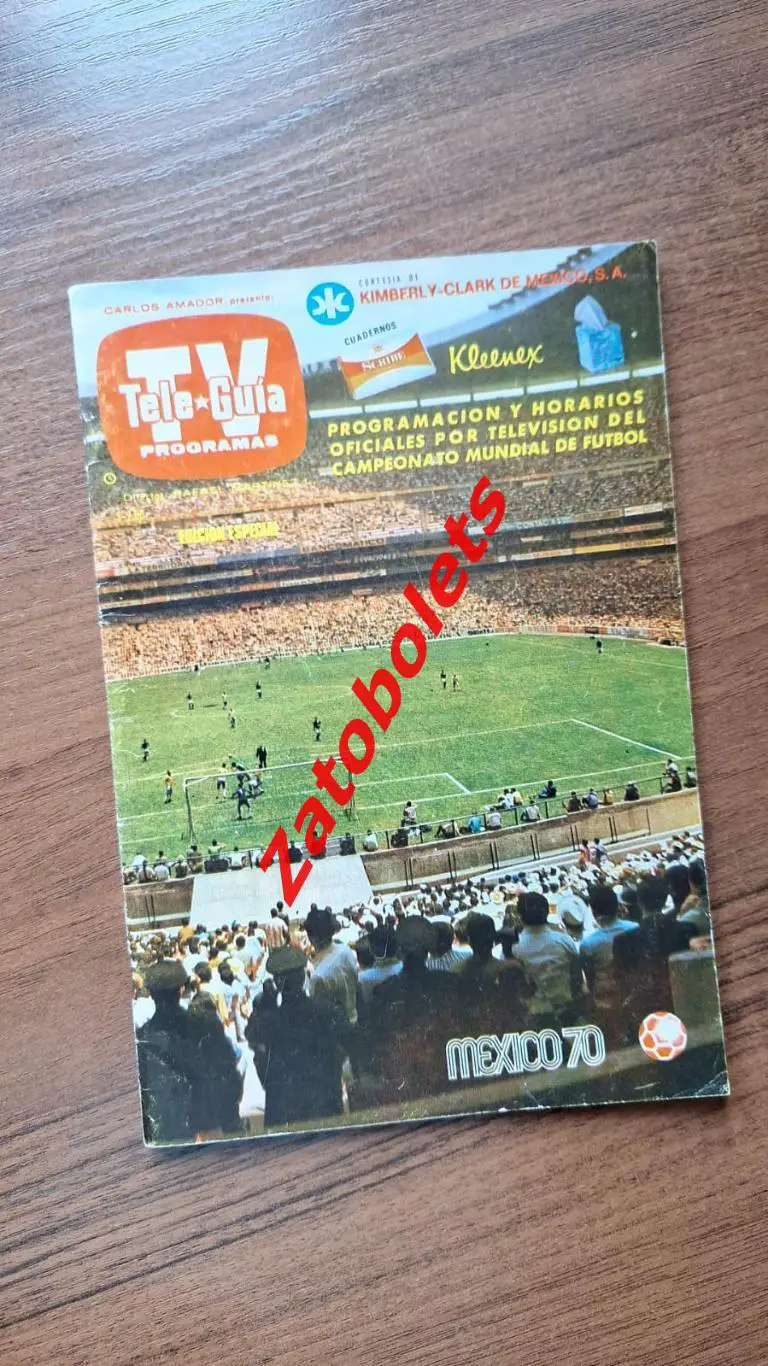 CARLOS AMADOR presenta:
TV
Tele★Guía
PROGRAMAS
CORTESIA DE
KIMBERLY-CLARK DE MEXICO, S.A.
CUADERNOS
SCRIBE
Kleenex
PROGRAMACION Y HORARIOS
OFICIALES POR TELEVISION DEL
CAMPEONATO MUNDIAL DE FUTBOL
EDICION ESPECIAL
Zatobolets
MEXICO 70